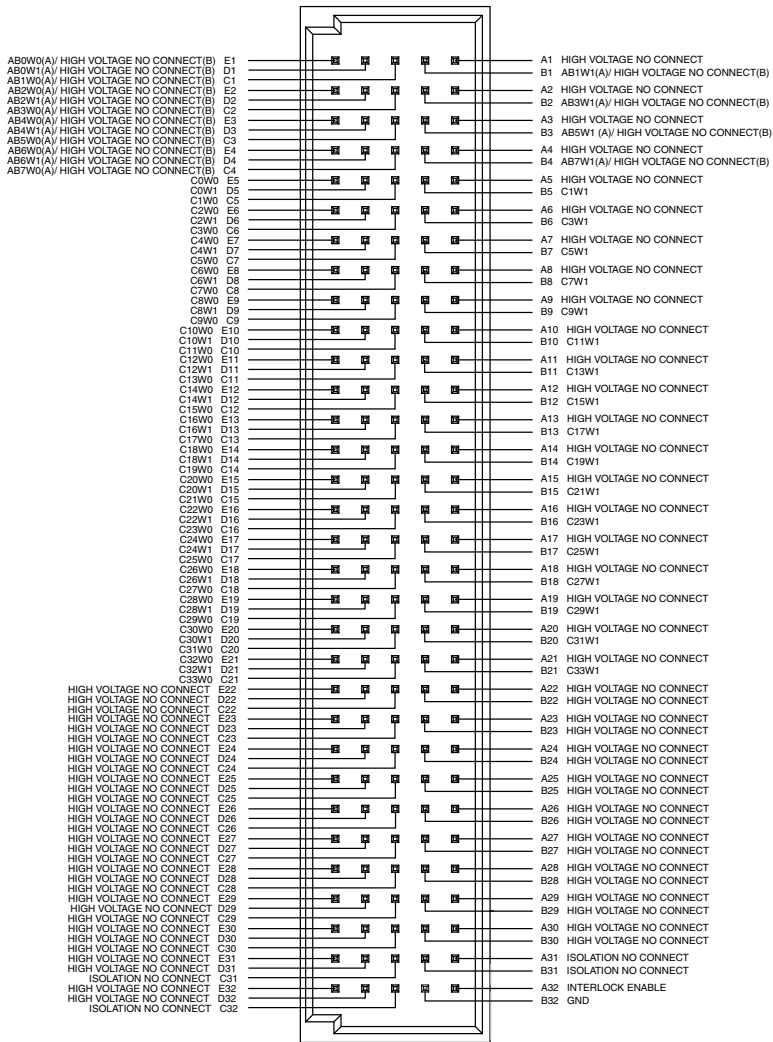 AB0W0(A)/ HIGH VOLTAGE NO CONNECT(B) E1
AB0W1(A)/ HIGH VOLTAGE NO CONNECT(B) D1
AB1W0(A)/ HIGH VOLTAGE NO CONNECT(B) C1
AB2W0(A)/ HIGH VOLTAGE NO CONNECT(B) E2
AB2W1(A)/ HIGH VOLTAGE NO CONNECT(B) D2
AB3W0(A)/ HIGH VOLTAGE NO CONNECT(B) C2
AB4W0(A)/ HIGH VOLTAGE NO CONNECT(B) E3
AB4W1(A)/ HIGH VOLTAGE NO CONNECT(B) D3
AB5W0(A)/ HIGH VOLTAGE NO CONNECT(B) C3
AB6W0(A)/ HIGH VOLTAGE NO CONNECT(B) E4
AB6W1(A)/ HIGH VOLTAGE NO CONNECT(B) D4
AB7W0(A)/ HIGH VOLTAGE NO CONNECT(B) C4
C0W0 E5
C0W1 D5
C1W0 C5
C2W0 E6
C2W1 D6
C3W0 C6
C4W0 E7
C4W1 D7
C5W0 C7
C6W0 E8
C6W1 D8
C7W0 C8
C8W0 E9
C8W1 D9
C9W0 C9
C10W0 E10
C10W1 D10
C11W0 C10
C12W0 E11
C12W1 D11
C13W0 C11
C14W0 E12
C14W1 D12
C15W0 C12
C16W0 E13
C16W1 D13
C17W0 C13
C18W0 E14
C18W1 D14
C19W0 C14
C20W0 E15
C20W1 D15
C21W0 C15
C22W0 E16
C22W1 D16
C23W0 C16
C24W0 E17
C24W1 D17
C25W0 C17
C26W0 E18
C26W1 D18
C27W0 C18
C28W0 E19
C28W1 D19
C29W0 C19
C30W0 E20
C30W1 D20
C31W0 C20
C32W0 E21
C32W1 D21
C33W0 C21
HIGH VOLTAGE NO CONNECT E22
HIGH VOLTAGE NO CONNECT D22
HIGH VOLTAGE NO CONNECT C22
HIGH VOLTAGE NO CONNECT E23
HIGH VOLTAGE NO CONNECT D23
HIGH VOLTAGE NO CONNECT C23
HIGH VOLTAGE NO CONNECT E24
HIGH VOLTAGE NO CONNECT D24
HIGH VOLTAGE NO CONNECT C24
HIGH VOLTAGE NO CONNECT E25
HIGH VOLTAGE NO CONNECT D25
HIGH VOLTAGE NO CONNECT C25
HIGH VOLTAGE NO CONNECT E26
HIGH VOLTAGE NO CONNECT D26
HIGH VOLTAGE NO CONNECT C26
HIGH VOLTAGE NO CONNECT E27
HIGH VOLTAGE NO CONNECT D27
HIGH VOLTAGE NO CONNECT C27
HIGH VOLTAGE NO CONNECT E28
HIGH VOLTAGE NO CONNECT D28
HIGH VOLTAGE NO CONNECT C28
HIGH VOLTAGE NO CONNECT E29
HIGH VOLTAGE NO CONNECT D29
HIGH VOLTAGE NO CONNECT C29
HIGH VOLTAGE NO CONNECT E30
HIGH VOLTAGE NO CONNECT D30
HIGH VOLTAGE NO CONNECT C30
HIGH VOLTAGE NO CONNECT E31
HIGH VOLTAGE NO CONNECT D31
ISOLATION NO CONNECT C31
HIGH VOLTAGE NO CONNECT E32
HIGH VOLTAGE NO CONNECT D32
ISOLATION NO CONNECT C32
A1 HIGH VOLTAGE NO CONNECT
B1 AB1W1(A)/ HIGH VOLTAGE NO CONNECT(B)
A2 HIGH VOLTAGE NO CONNECT
B2 AB3W1(A)/ HIGH VOLTAGE NO CONNECT(B)
A3 HIGH VOLTAGE NO CONNECT
B3 AB5W1 (A)/ HIGH VOLTAGE NO CONNECT(B)
A4 HIGH VOLTAGE NO CONNECT
B4 AB7W1(A)/ HIGH VOLTAGE NO CONNECT(B)
A5 HIGH VOLTAGE NO CONNECT
B5 C1W1
A6 HIGH VOLTAGE NO CONNECT
B6 C3W1
A7 HIGH VOLTAGE NO CONNECT
B7 C5W1
A8 HIGH VOLTAGE NO CONNECT
B8 C7W1
A9 HIGH VOLTAGE NO CONNECT
B9 C9W1
A10 HIGH VOLTAGE NO CONNECT
B10 C11W1
A11 HIGH VOLTAGE NO CONNECT
B11 C13W1
A12 HIGH VOLTAGE NO CONNECT
B12 C15W1
A13 HIGH VOLTAGE NO CONNECT
B13 C17W1
A14 HIGH VOLTAGE NO CONNECT
B14 C19W1
A15 HIGH VOLTAGE NO CONNECT
B15 C21W1
A16 HIGH VOLTAGE NO CONNECT
B16 C23W1
A17 HIGH VOLTAGE NO CONNECT
B17 C25W1
A18 HIGH VOLTAGE NO CONNECT
B18 C27W1
A19 HIGH VOLTAGE NO CONNECT
B19 C29W1
A20 HIGH VOLTAGE NO CONNECT
B20 C31W1
A21 HIGH VOLTAGE NO CONNECT
B21 C33W1
A22 HIGH VOLTAGE NO CONNECT
B22 HIGH VOLTAGE NO CONNECT
A23 HIGH VOLTAGE NO CONNECT
B23 HIGH VOLTAGE NO CONNECT
A24 HIGH VOLTAGE NO CONNECT
B24 HIGH VOLTAGE NO CONNECT
A25 HIGH VOLTAGE NO CONNECT
B25 HIGH VOLTAGE NO CONNECT
A26 HIGH VOLTAGE NO CONNECT
B26 HIGH VOLTAGE NO CONNECT
A27 HIGH VOLTAGE NO CONNECT
B27 HIGH VOLTAGE NO CONNECT
A28 HIGH VOLTAGE NO CONNECT
B28 HIGH VOLTAGE NO CONNECT
A29 HIGH VOLTAGE NO CONNECT
B29 HIGH VOLTAGE NO CONNECT
A30 HIGH VOLTAGE NO CONNECT
B30 HIGH VOLTAGE NO CONNECT
A31 ISOLATION NO CONNECT
B31 ISOLATION NO CONNECT
A32 INTERLOCK ENABLE
B32 GND